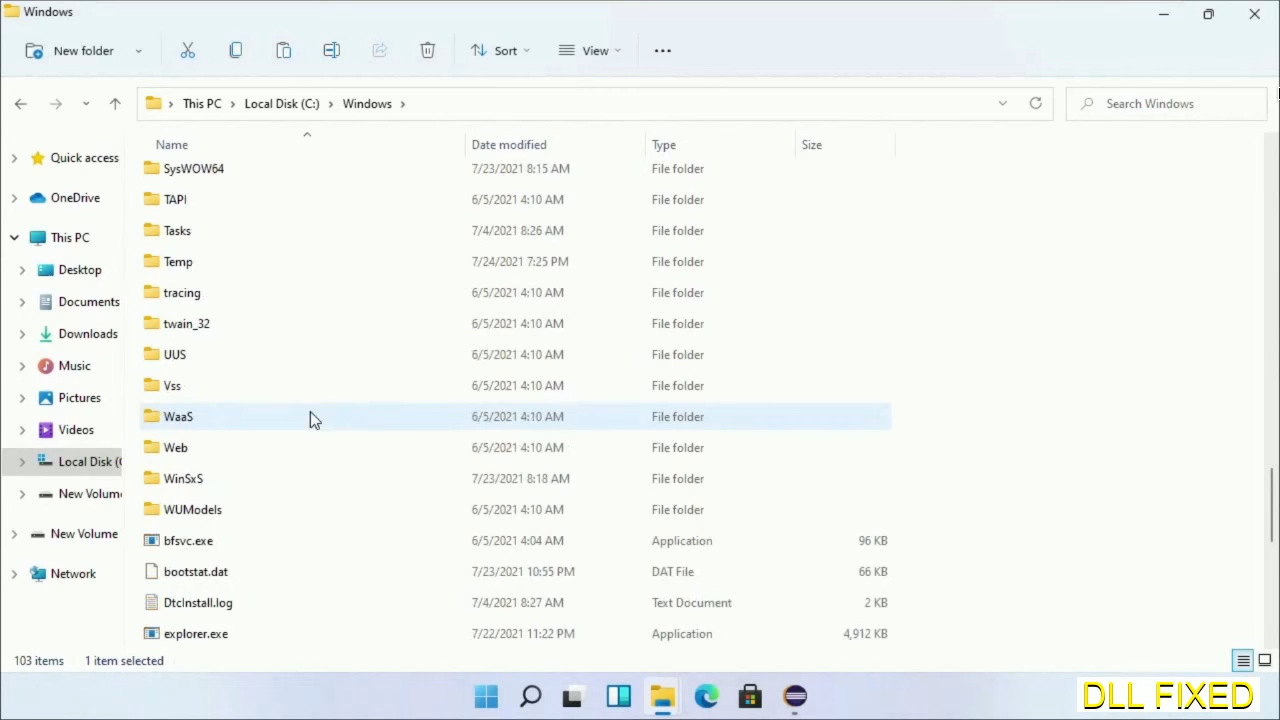 Windows
New folder
Sort
View
This PC
Local Disk (C:)
Windows
Search Windows
Name Date modified Type Size
SysWOW64 7/23/2021 8:15 AM File folder
TAPI 6/5/2021 4:10 AM File folder
Tasks 7/4/2021 8:26 AM File folder
Temp 7/24/2021 7:25 PM File folder
tracing 6/5/2021 4:10 AM File folder
twain_32 6/5/2021 4:10 AM File folder
UUS 6/5/2021 4:10 AM File folder
Vss 6/5/2021 4:10 AM File folder
WaaS 6/5/2021 4:10 AM File folder
Web 6/5/2021 4:10 AM File folder
WinSxS 7/23/2021 8:18 AM File folder
WUModels 6/5/2021 4:10 AM File folder
bfsvc.exe 6/5/2021 4:04 AM Application 96 KB
bootstat.dat 7/23/2021 10:55 PM DAT File 66 KB
DtcInstall.log 7/4/2021 8:27 AM Text Document 2 KB
explorer.exe 7/22/2021 11:22 PM Application 4,912 KB
Quick access
OneDrive
This PC
Desktop
Documents
Downloads
Music
Pictures
Videos
Local Disk (
New Volum
New Volume
Network
103 items 1 item selected
DLL FIXED